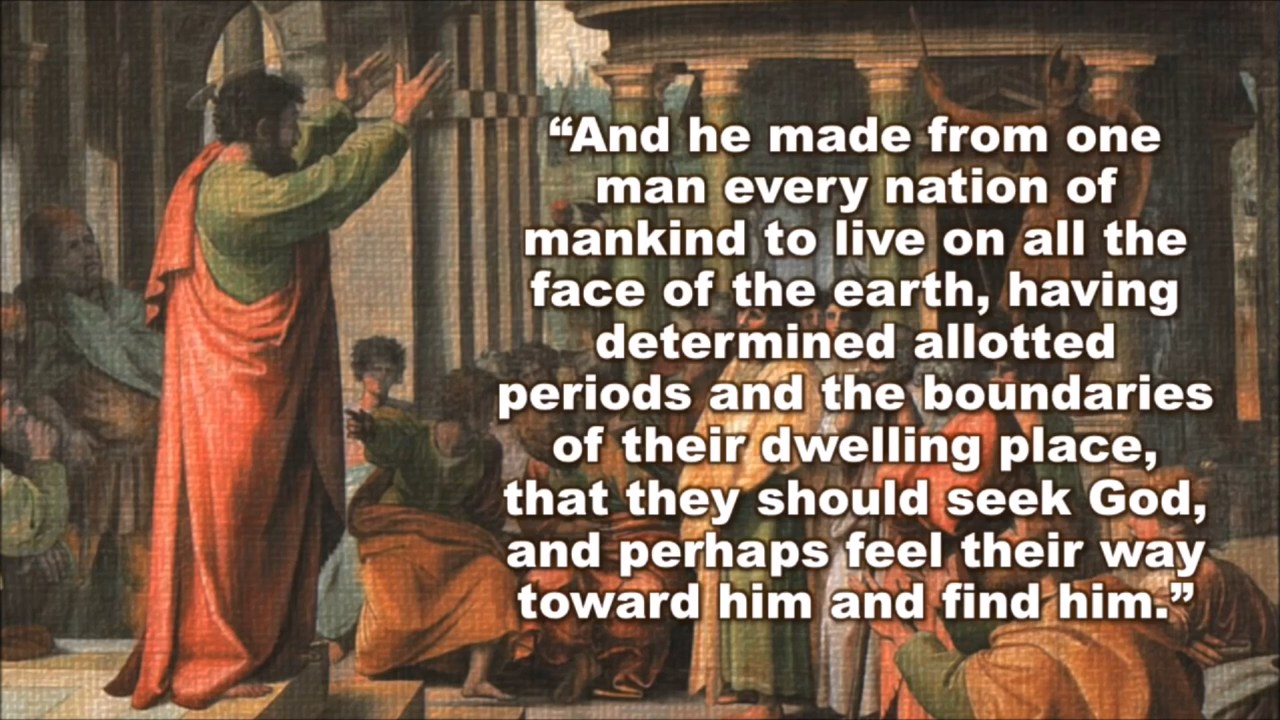 “And he made from one
man every nation of
mankind to live on all the
face of the earth, having
determined allotted
periods and the boundaries
of their dwelling place,
that they should seek God,
and perhaps feel their way
toward him and find him.”